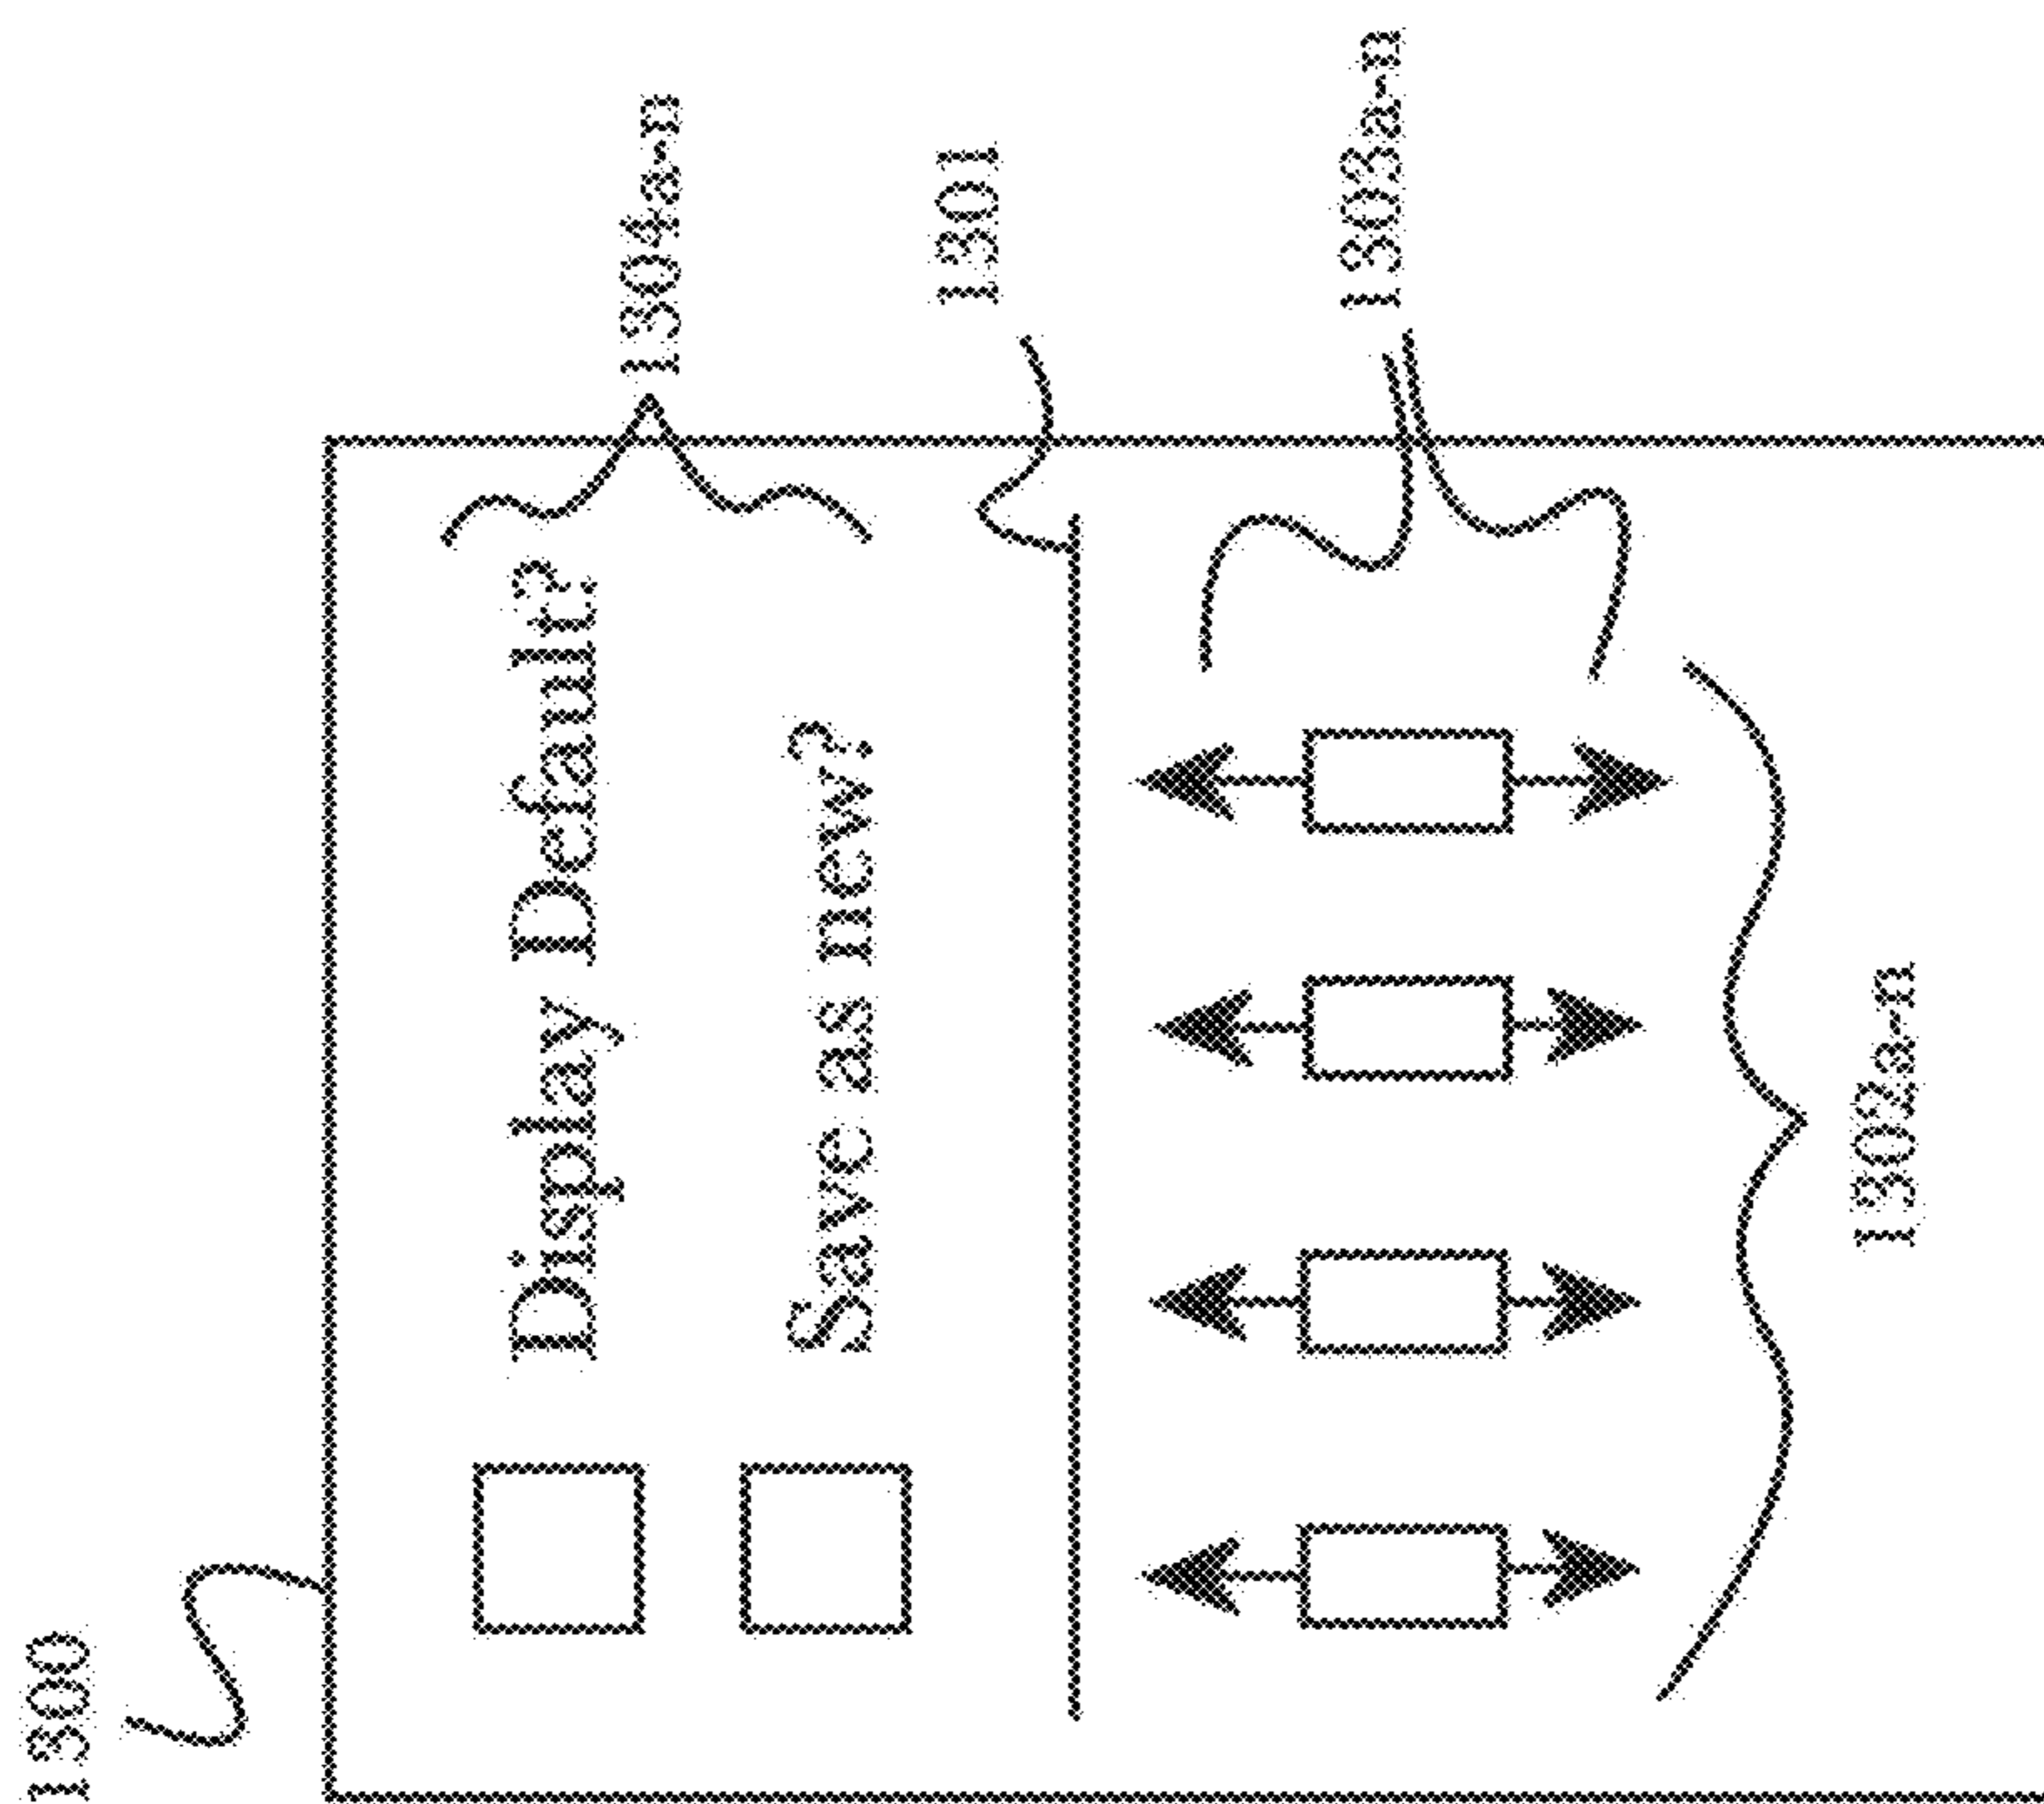 1300
1304a-n
Display Default?
Save as new?
1301
1303a-n
1302a-n